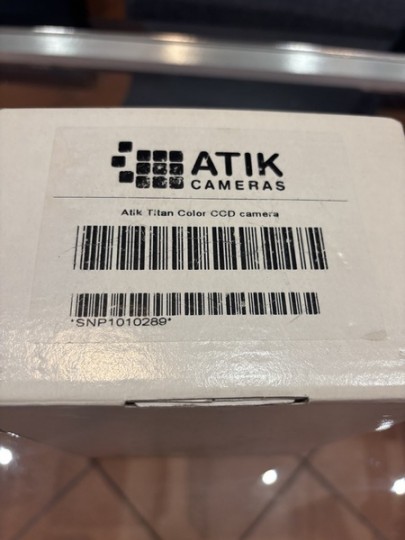 ATIK
CAMERAS
Atik Titan Color CCD camera
*SNP1010289*